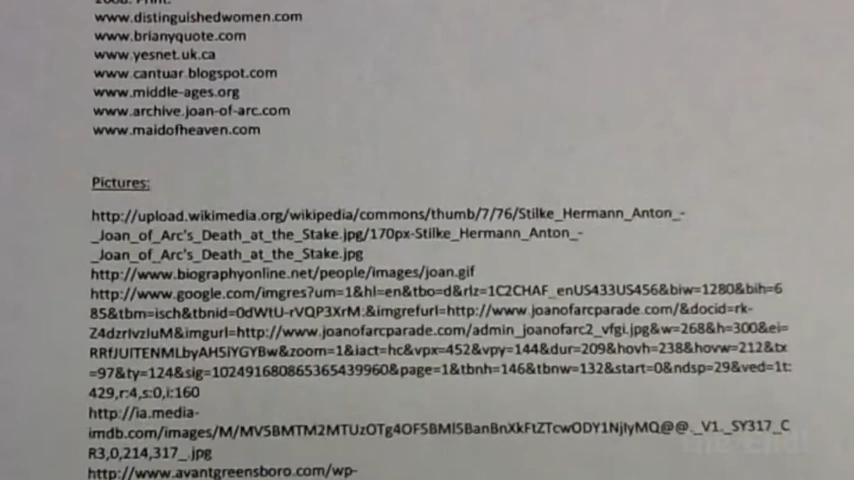 2008. Print.
www.distinguishedwomen.com
www.brianyquote.com
www.yesnet.uk.ca
www.cantuar.blogspot.com
www.middle-ages.org
www.archive.joan-of-arc.com
www.maidofheaven.com
Pictures:
http://upload.wikimedia.org/wikipedia/commons/thumb/7/76/Stilke_Hermann_Anton_-
_Joan_of_Arc's_Death_at_the_Stake.jpg/170px-Stilke_Hermann_Anton_-
_Joan_of_Arc's_Death_at_the_Stake.jpg
http://www.biographyonline.net/people/images/joan.gif
http://www.google.com/imgres?um=1&hl=en&tbo=d&rlz=1C2CHAF_enUS433US456&biw=1280&bih=6
85&tbm=isch&tbnid=0dWtU-rVQP3XrM:&imgrefurl=http://www.joanofarcparade.com/&docid=rk-
Z4dzrIvzIuM&imgurl=http://www.joanofarcparade.com/admin_joanofarc2_vfgi.jpg&w=268&h=300&ei=
RRfJUITENMLbyAH5iYGYBw&zoom=1&iact=hc&vpx=452&vpy=144&dur=209&hovh=238&hovw=212&tx
=97&ty=124&sig=102491680865365439960&page=1&tbnh=146&tbnw=132&start=0&ndsp=29&ved=1t:
429,r:4,s:0,i:160
http://ia.media-
imdb.com/images/M/MV5BMTM2MTUzOTg4OF5BMl5BanBnXkFtZTcwODY1NjIyMQ@@._V1._SY317_C
R3,0,214,317_.jpg
http://www.avantgreensboro.com/wp-
The End!